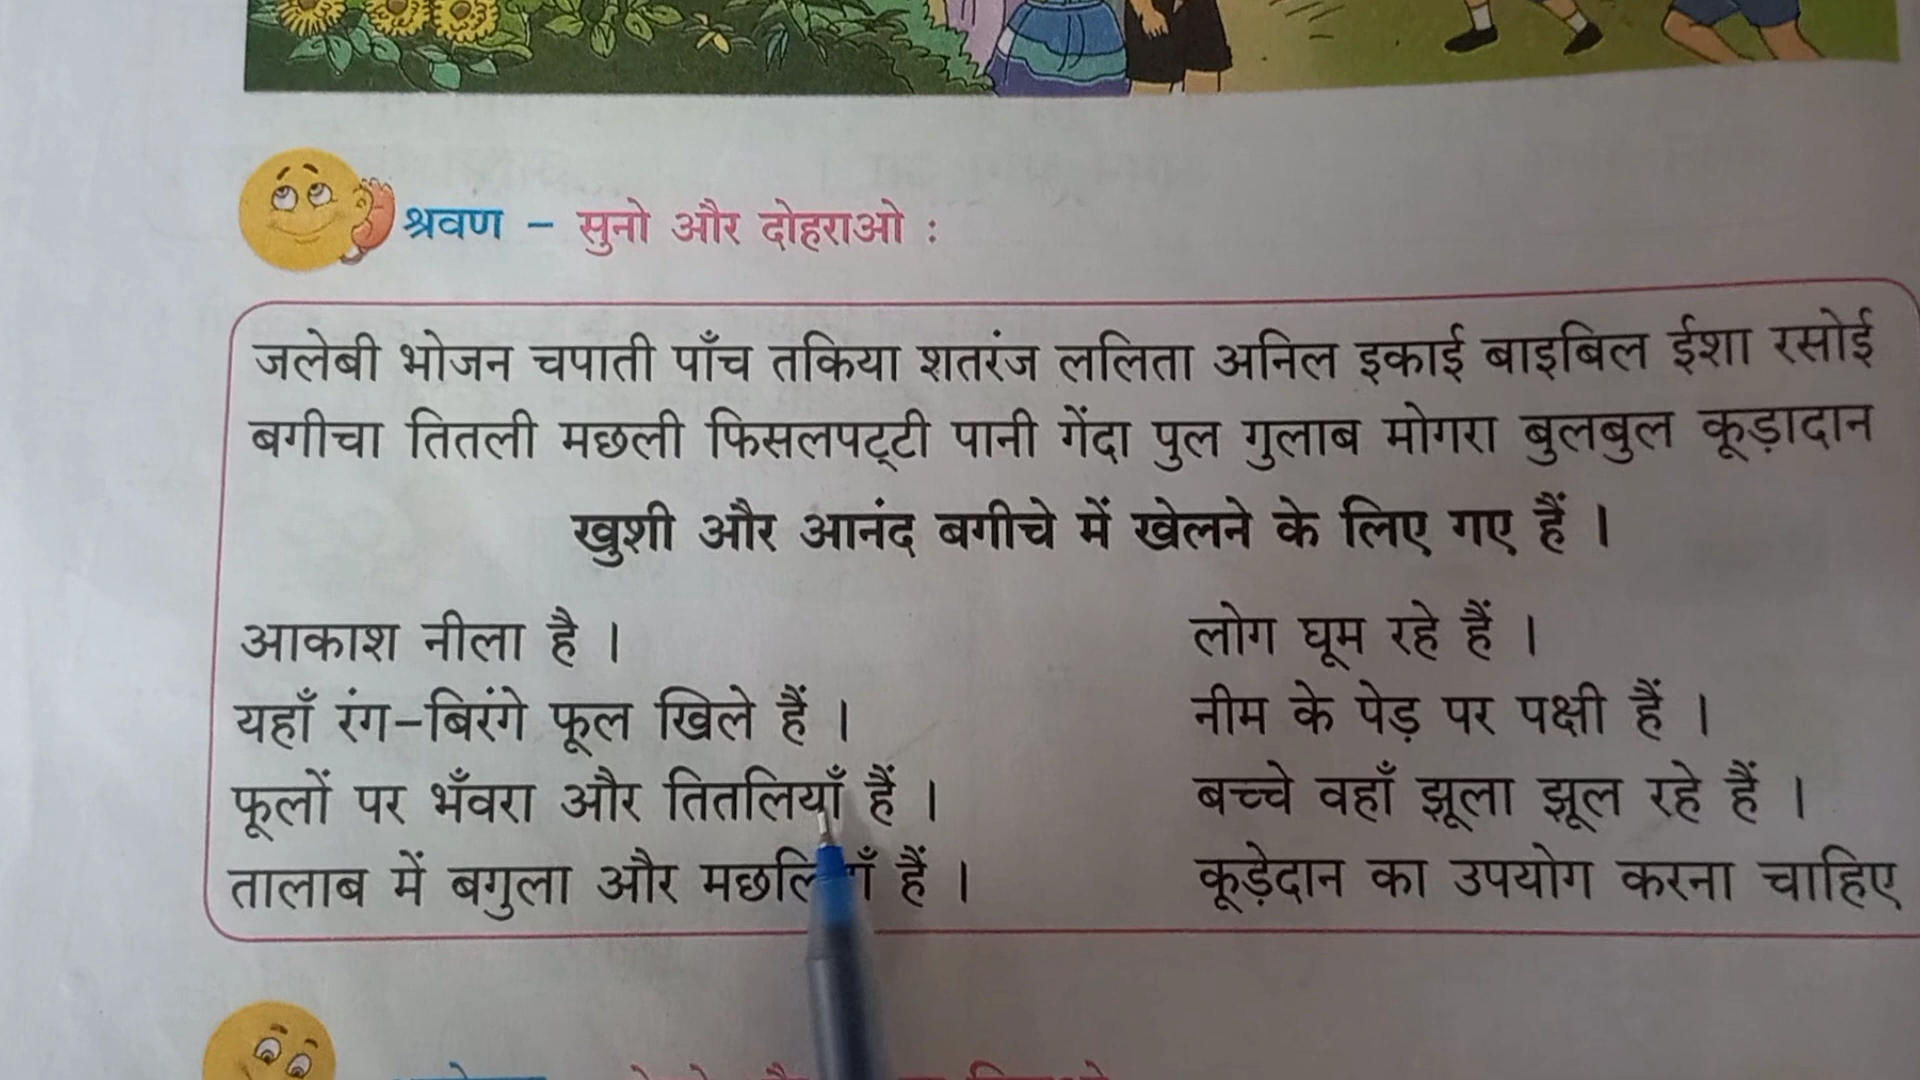 श्रवण – सुनो और दोहराओ :
जलेबी भोजन चपाती पाँच तकिया शतरंज ललिता अनिल इकाई बाइबिल ईशा रसोई
बगीचा तितली मछली फिसलपट्‌टी पानी गेंदा पुल गुलाब मोगरा बुलबुल कूड़ादान
खुशी और आनंद बगीचे में खेलने के लिए गए हैं ।
आकाश नीला है ।
यहाँ रंग-बिरंगे फूल खिले हैं ।
फूलों पर भँवरा और तितलियाँ हैं ।
तालाब में बगुला और मछलियाँ हैं ।
लोग घूम रहे हैं ।
नीम के पेड़ पर पक्षी हैं ।
बच्चे वहाँ झूला झूल रहे हैं ।
कूड़ेदान का उपयोग करना चाहिए